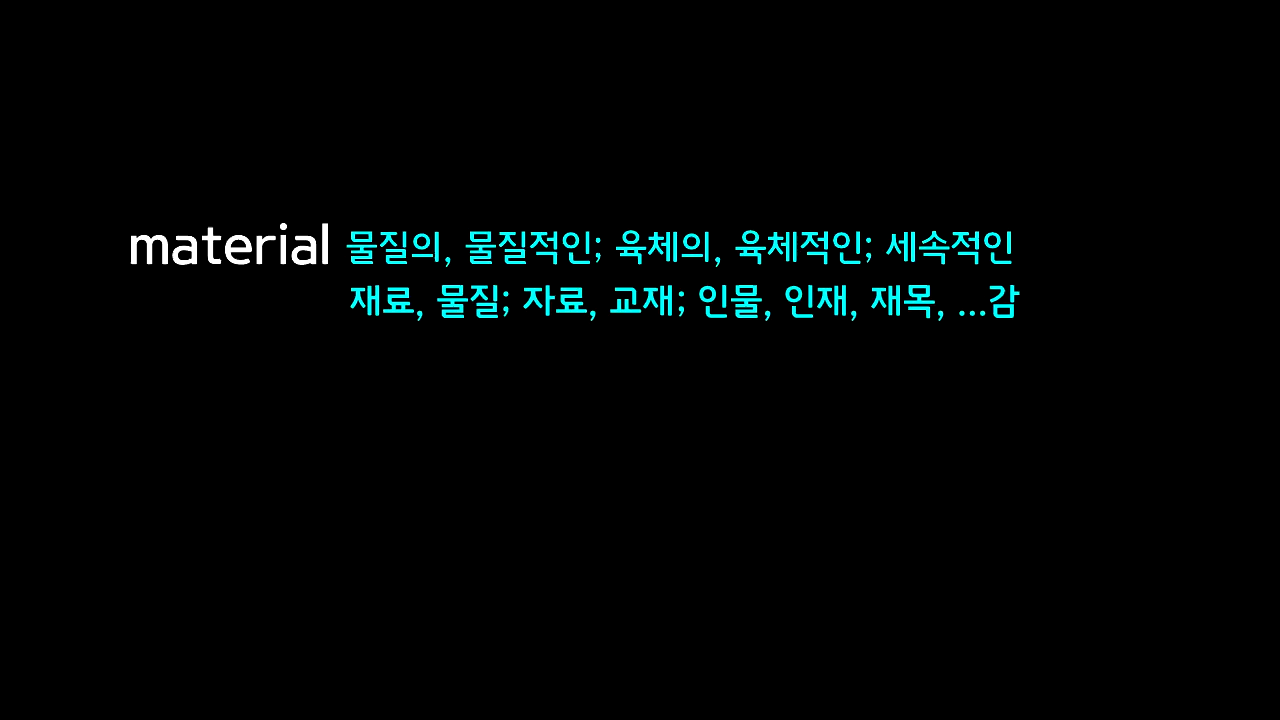 material 물질의, 물질적인; 육체의, 육체적인; 세속적인
재료, 물질; 자료, 교재; 인물, 인재, 재목, ...감